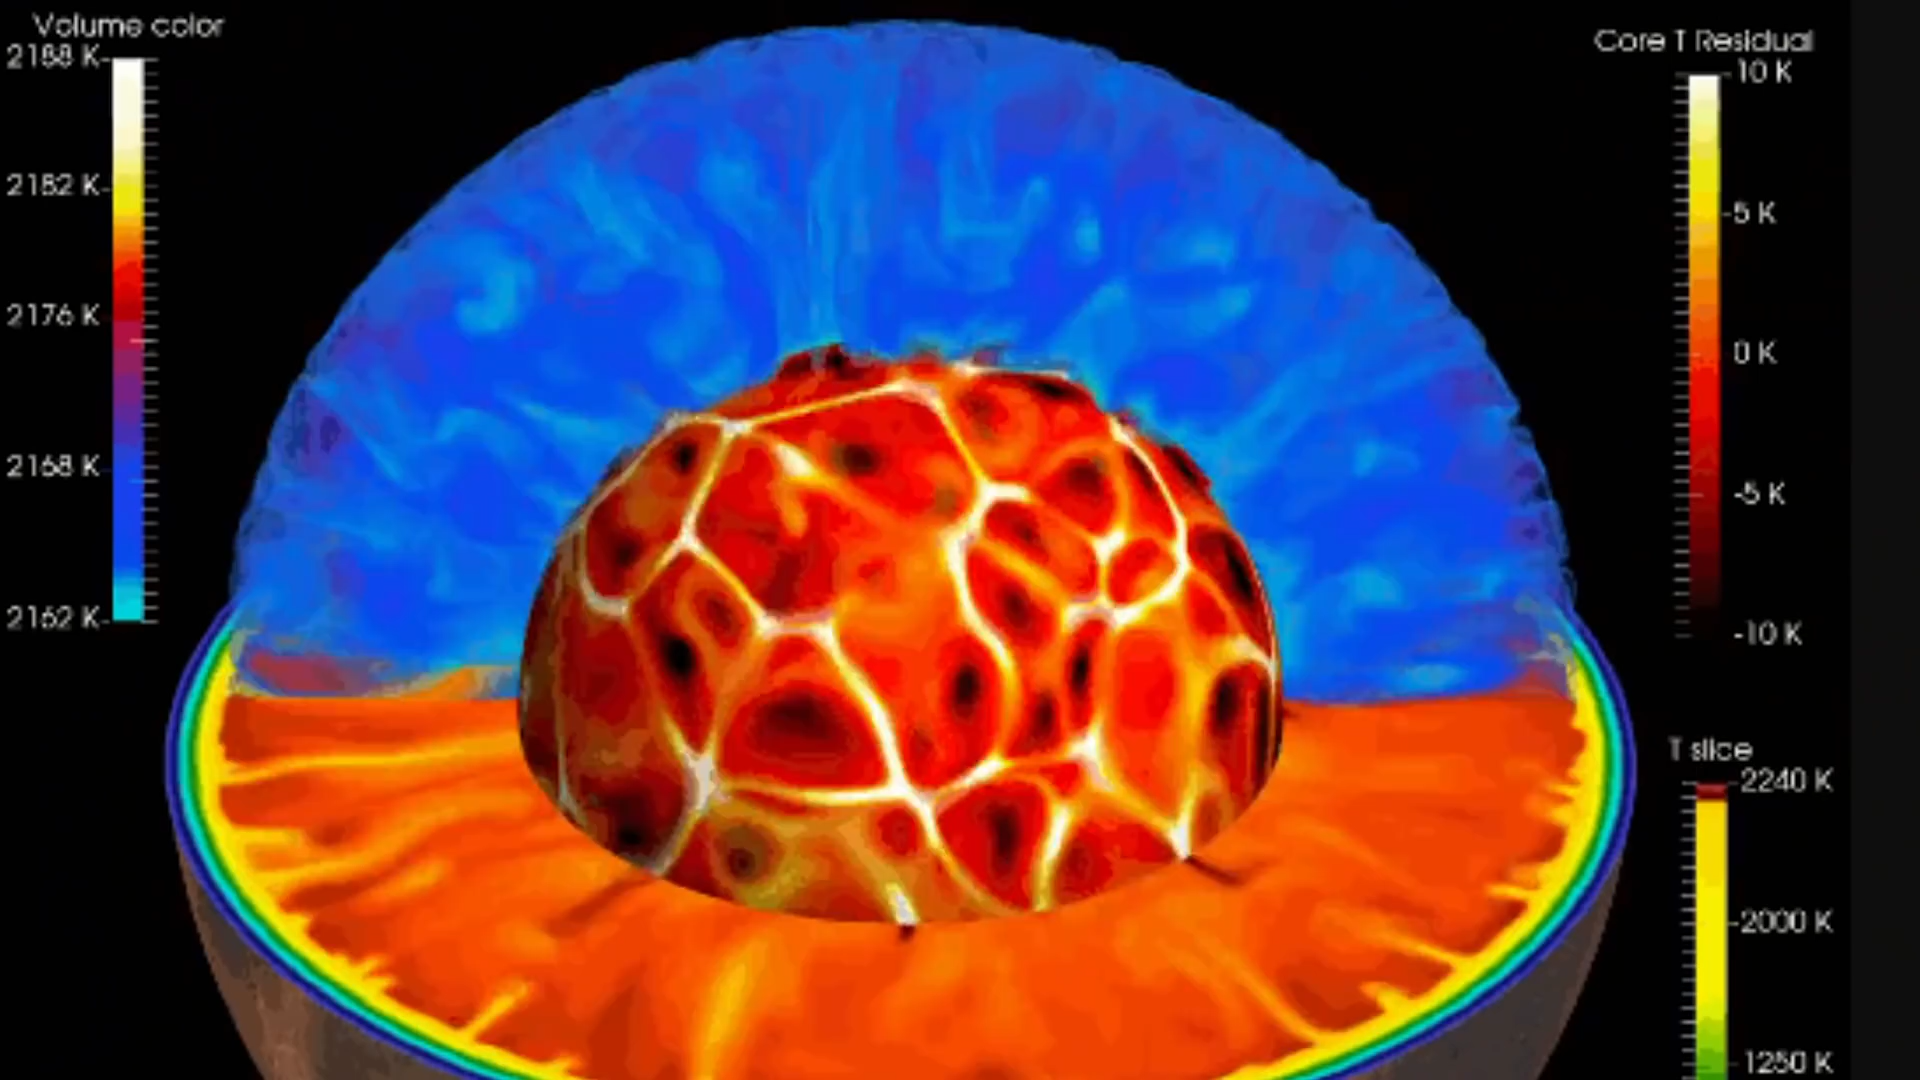 Volume color
2188 K
2182 K
2176 K
2168 K
2162 K
Core T Residual
10 K
5 K
0 K
-5 K
-10 K
T slice
2240 K
2000 K
1250 K